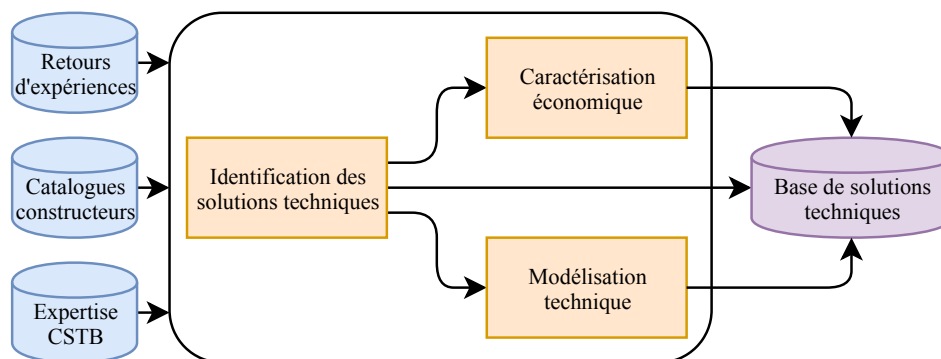 Retours
d'expériences
Catalogues
constructeurs
Expertise
CSTB
Identification des
solutions techniques
Caractérisation
économique
Modélisation
technique
Base de solutions
techniques